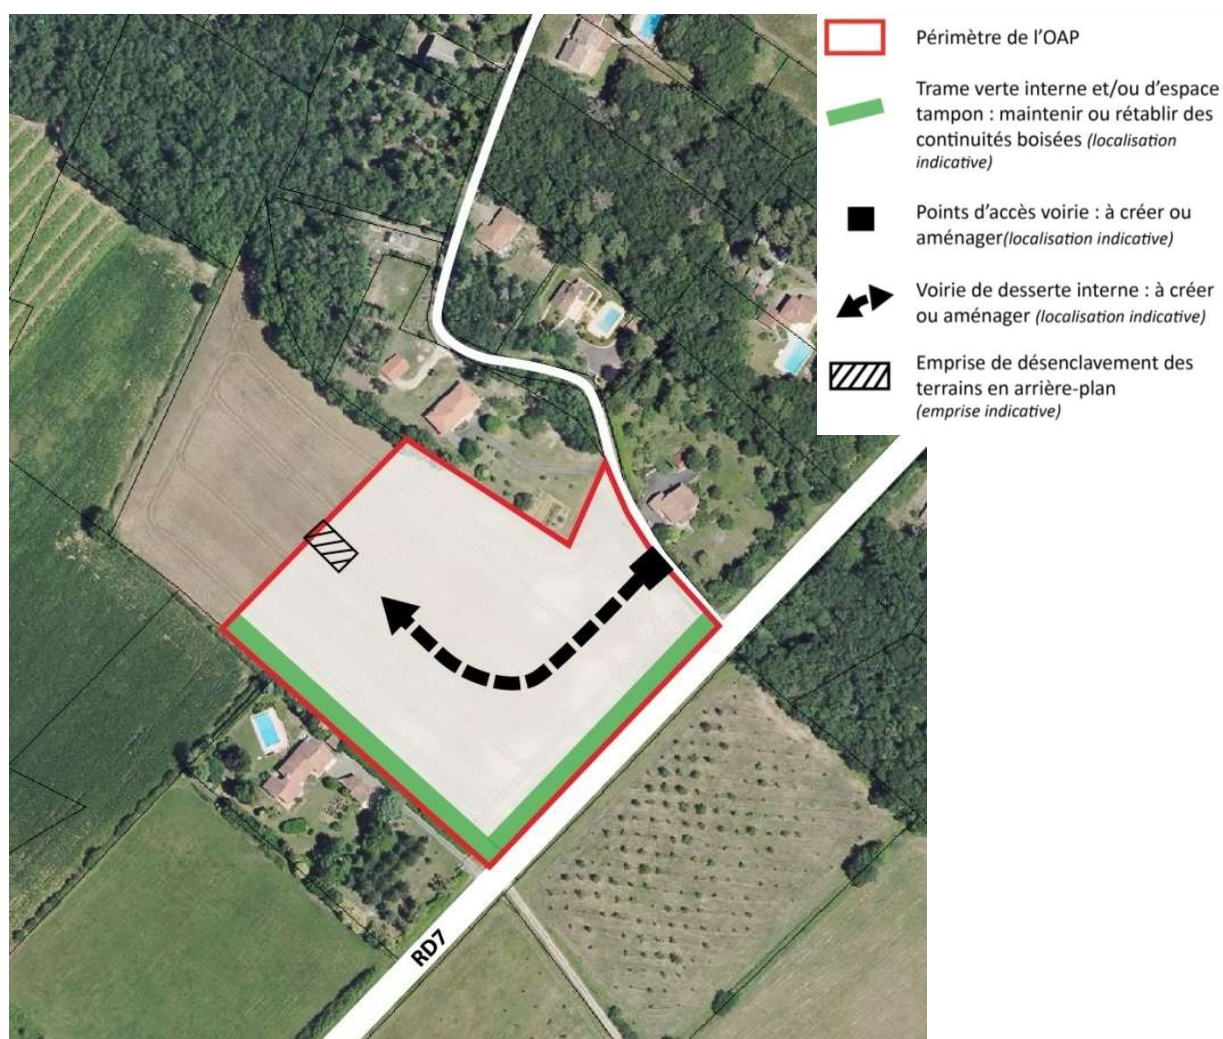 Périmètre de l'OAP
Trame verte interne et/ou d'espace
tampon : maintenir ou rétablir des
continuités boisées (localisation
indicative)
Points d'accès voirie : à créer ou
aménager(localisation indicative)
Voirie de desserte interne : à créer
ou aménager (localisation indicative)
Emprise de désenclavement des
terrains en arrière-plan
(emprise indicative)
RD7